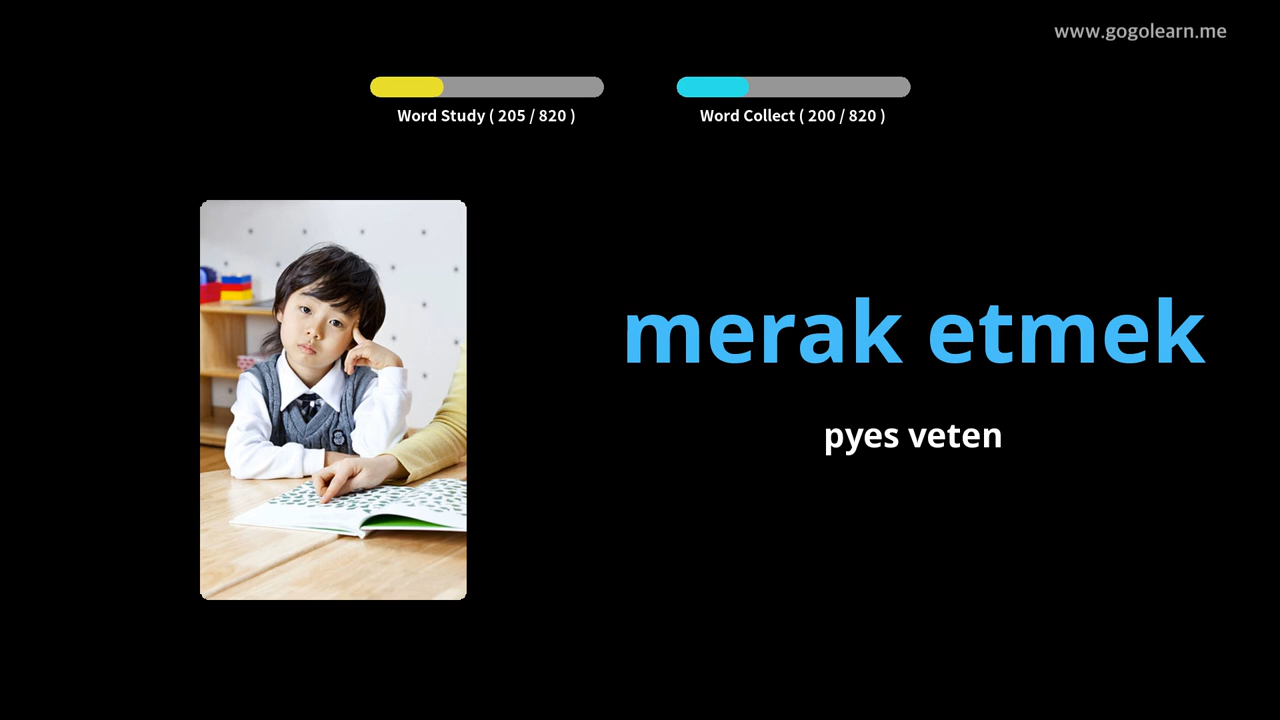 www.gogolearn.me
Word Study ( 205 / 820 )
Word Collect ( 200 / 820 )
merak etmek
pyes veten